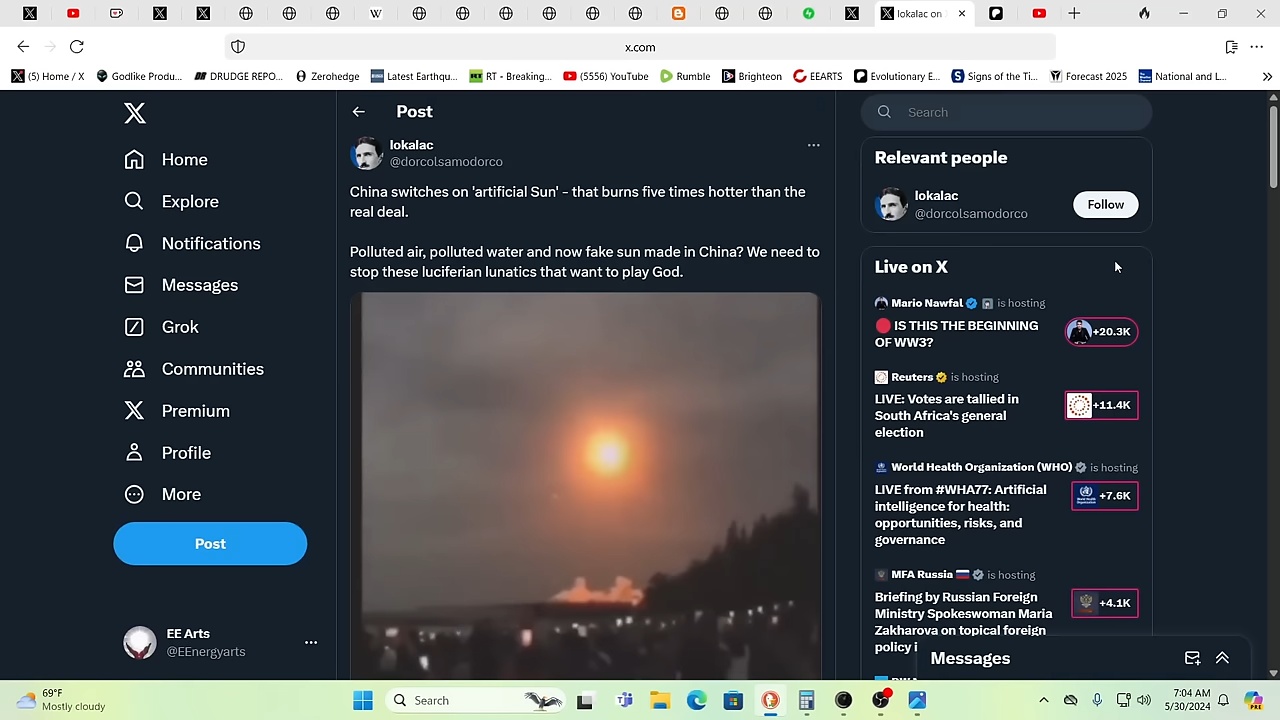 lokalac on
x.com
(5) Home / X
Godlike Produ...
DRUDGE REPO...
Zerohedge
Latest Earthqu...
RT - Breaking...
(5556) YouTube
Rumble
Brighteon
EEARTS
Evolutionary E...
Signs of the Ti...
Forecast 2025
National and L...
Home
Explore
Notifications
Messages
Grok
Communities
Premium
Profile
More
Post
EE Arts
@EEnergyarts
Post
lokalac
@dorcolsamodorco
China switches on 'artificial Sun' - that burns five times hotter than the
real deal.
Polluted air, polluted water and now fake sun made in China? We need to
stop these luciferian lunatics that want to play God.
Search
Relevant people
lokalac
@dorcolsamodorco
Follow
Live on X
Mario Nawfal is hosting
IS THIS THE BEGINNING
OF WW3?
+20.3K
Reuters is hosting
LIVE: Votes are tallied in
South Africa's general
election
+11.4K
World Health Organization (WHO) is hosting
LIVE from #WHA77: Artificial
intelligence for health:
opportunities, risks, and
governance
+7.6K
MFA Russia is hosting
Briefing by Russian Foreign
Ministry Spokeswoman Maria
Zakharova on topical foreign
policy i
+4.1K
Messages
69°F
Mostly cloudy
Search
7:04 AM
5/30/2024
PRE